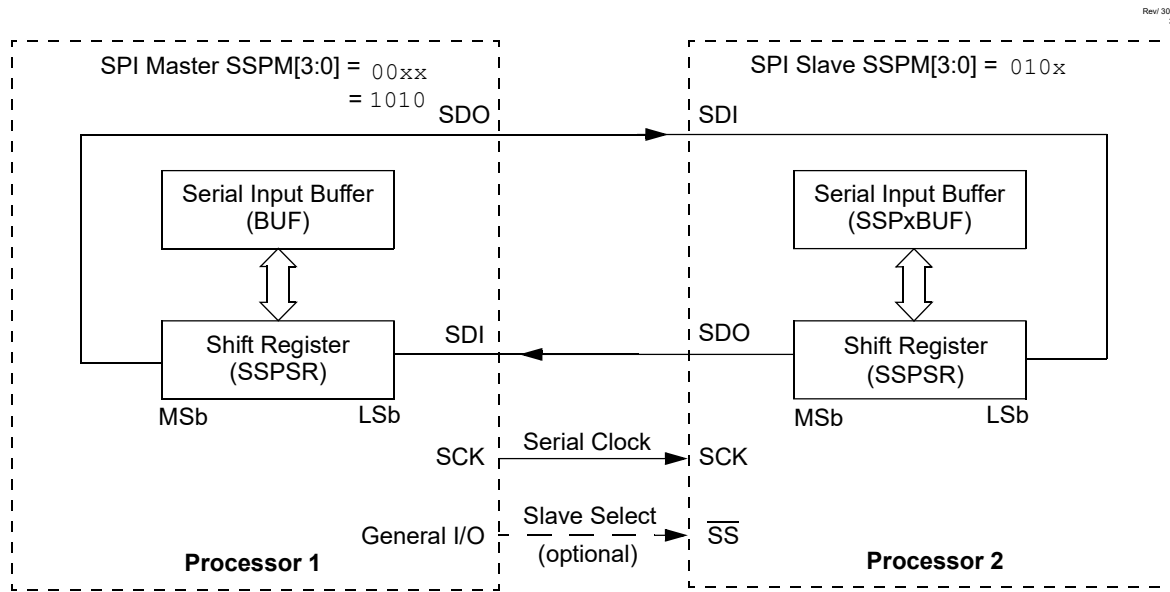 Rev/ 30
SPI Master SSPM[3:0] = 00xx
= 1010
SPI Slave SSPM[3:0] = 010x
SDO
SDI
Serial Input Buffer
(BUF)
Serial Input Buffer
(SSPxBUF)
Shift Register
(SSPSR)
SDI
SDO
Shift Register
(SSPSR)
MSb
LSb
MSb
LSb
SCK
Serial Clock
SCK
General I/O
Slave Select
(optional)
SS
Processor 1
Processor 2